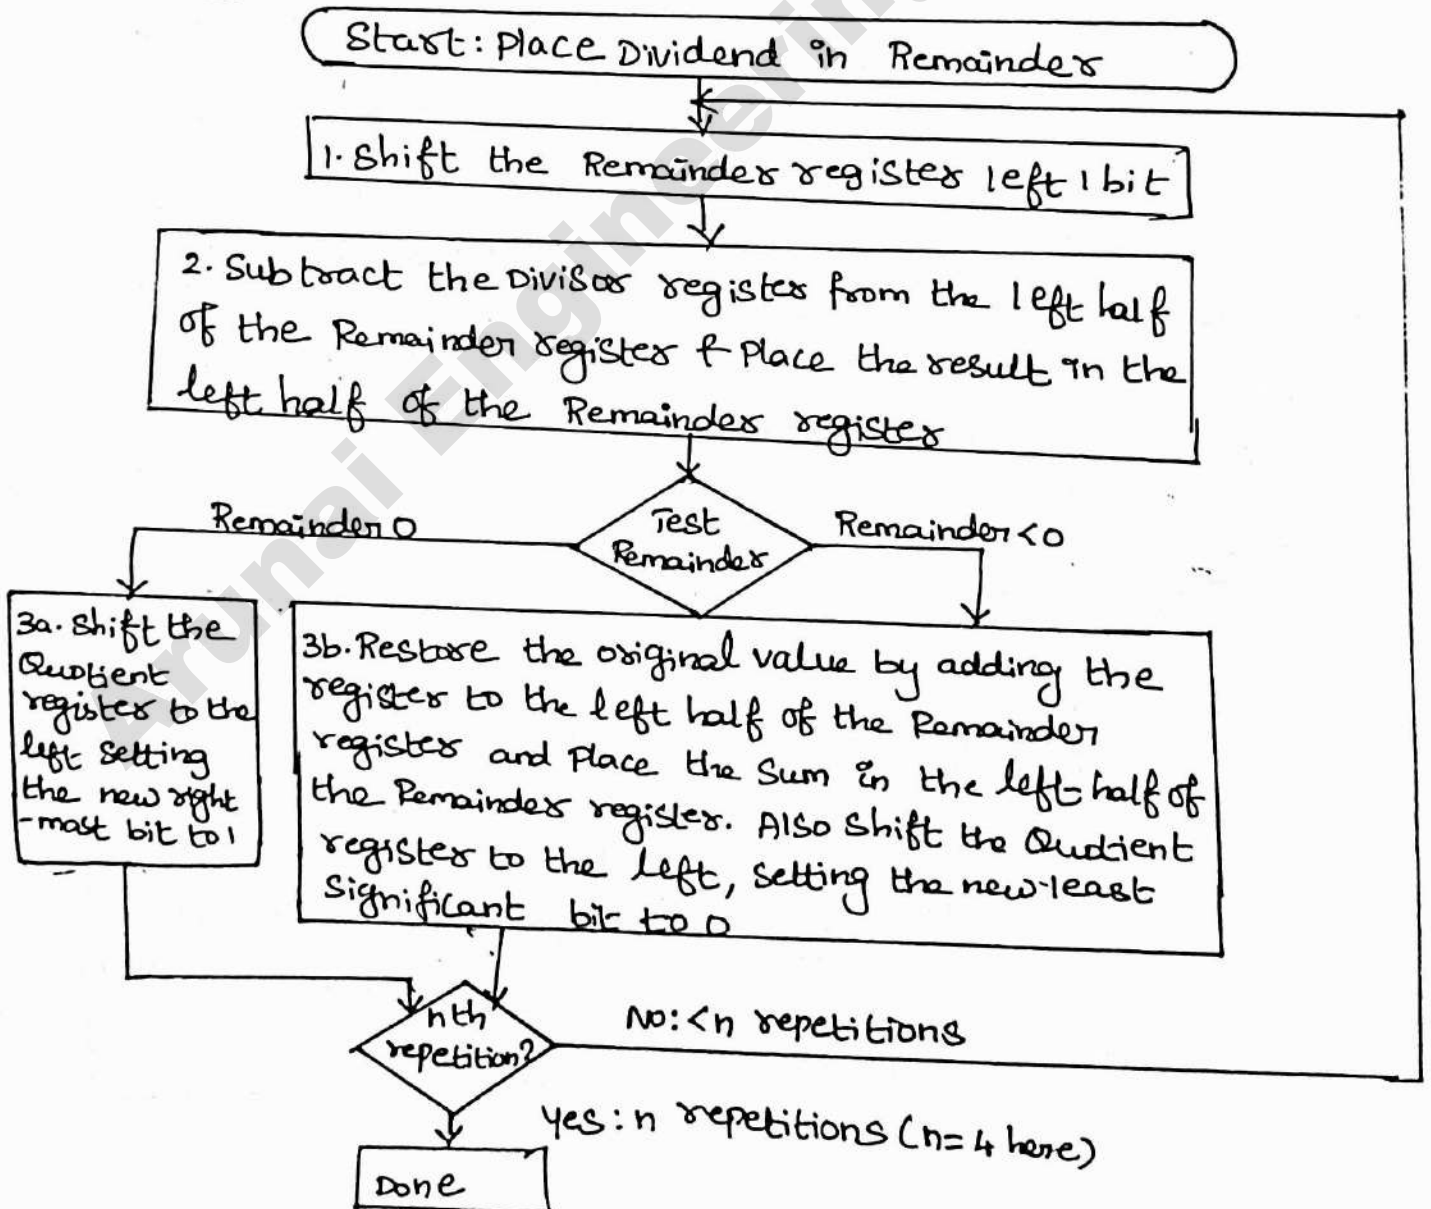 Start: Place Dividend in Remainder
1. Shift the Remainder register left 1 bit
2. Subtract the Divisor register from the left half
of the Remainder register & Place the result in the
left half of the Remainder register
Test
Remainder
Remainder 0
Remainder < 0
3a. Shift the
Quotient
register to the
left setting
the new right
-most bit to 1
3b. Restore the original value by adding the
register to the left half of the Remainder
register and Place the Sum in the left half of
the Remainder register. Also Shift the Quotient
register to the left, setting the new-least
Significant bit to 0
nth
repetition?
No: <n repetitions
Yes: n repetitions (n=4 here)
Done
Arunai Engineerin